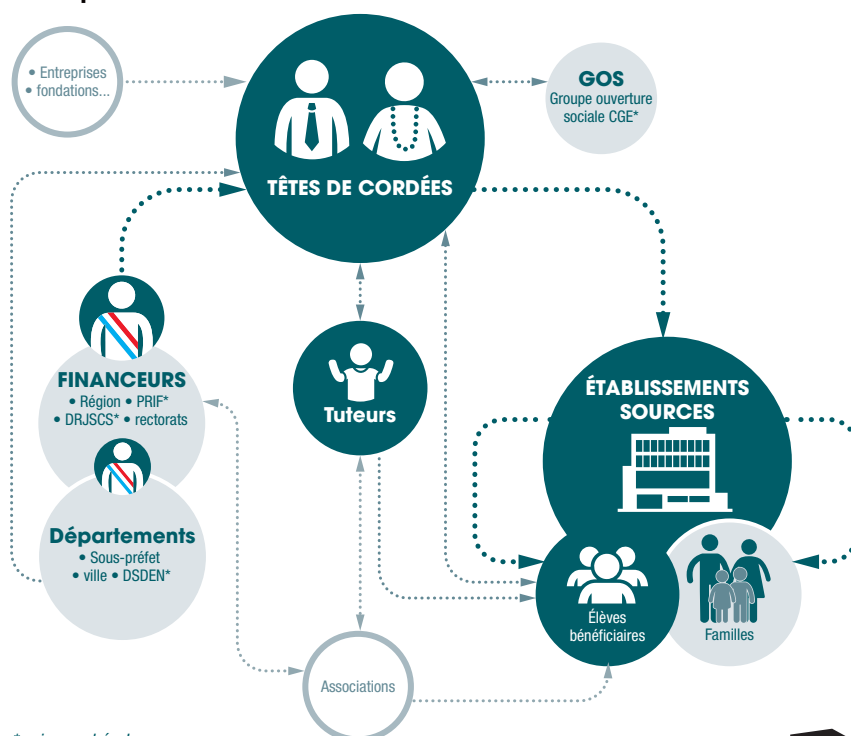 • Entreprises
• fondations...
GOS
Groupe ouverture
sociale CGE*
TÊTES DE CORDÉES
FINANCEURS
• Région • PRIF*
• DRJSCS* • rectorats
Tuteurs
ÉTABLISSEMENTS
SOURCES
Départements
• Sous-préfet
• ville • DSDEN*
Élèves
bénéficiaires
Familles
Associations